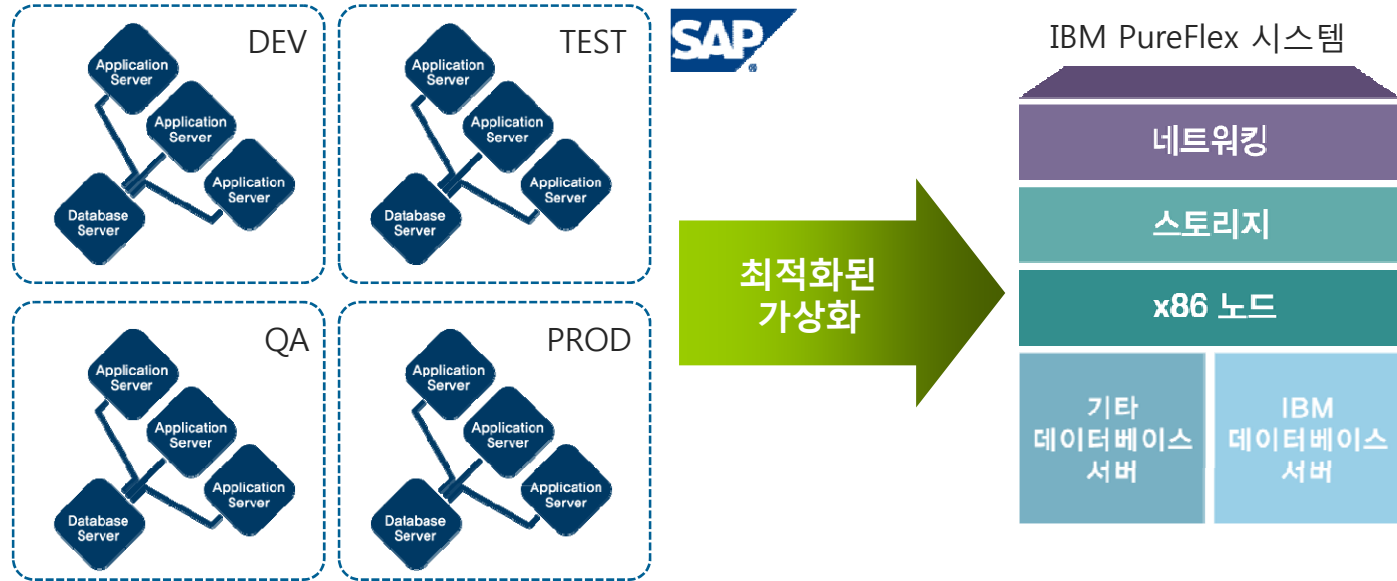 DEV
Application
Server
Application
Server
Application
Server
Database
Server
TEST
Application
Server
Application
Server
Application
Server
Database
Server
QA
Application
Server
Application
Server
Application
Server
Database
Server
PROD
Application
Server
Application
Server
Application
Server
Database
Server
SAP
®
최적화된
가상화
IBM PureFlex 시스템
네트워킹
스토리지
x86 노드
기타
데이터베이스
서버
IBM
데이터베이스
서버